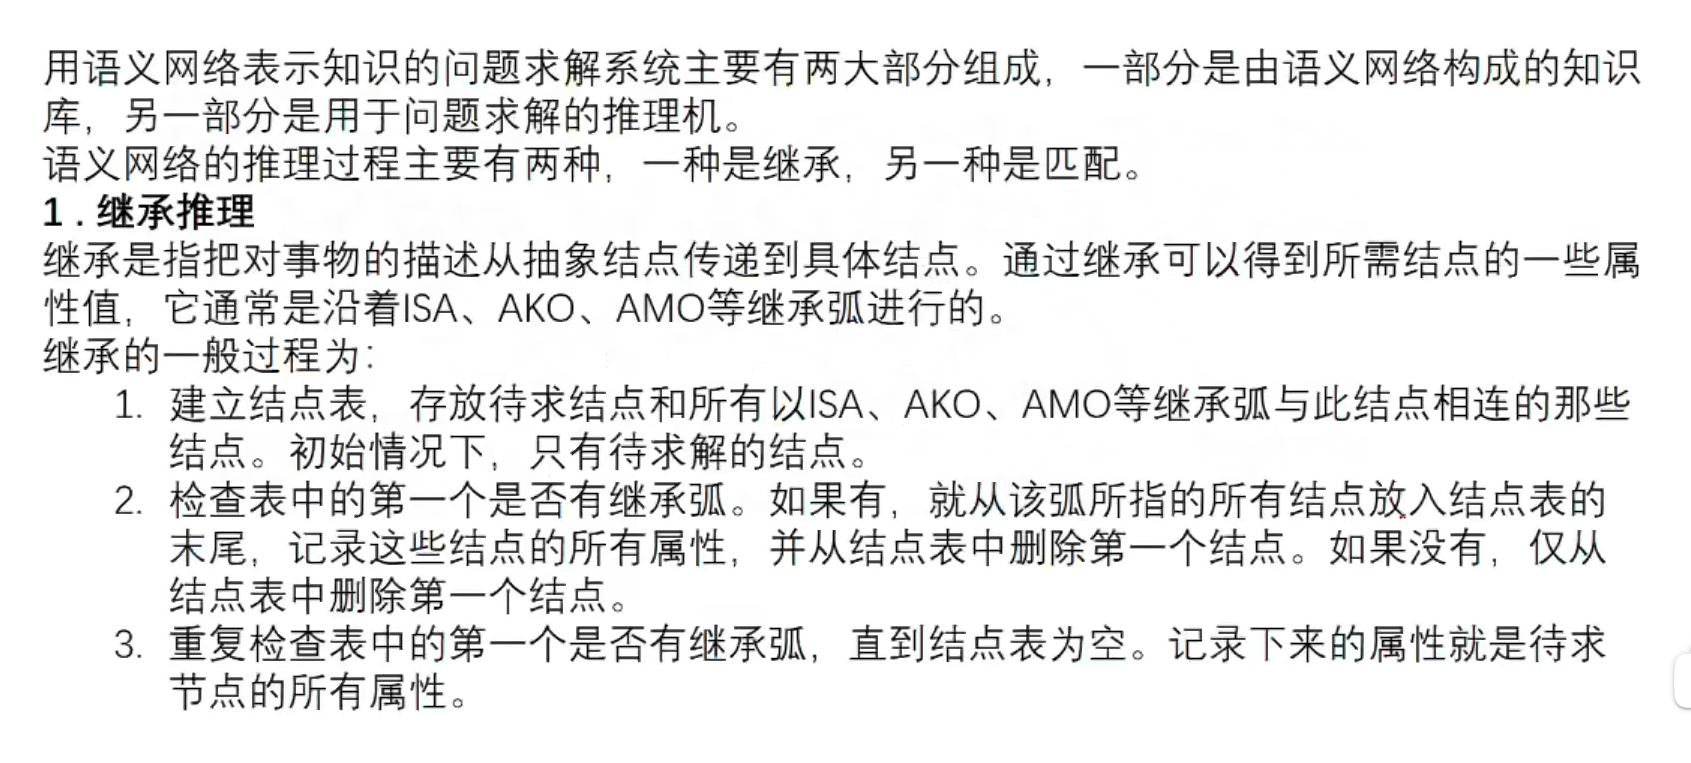 用语义网络表示知识的问题求解系统主要有两大部分组成，一部分是由语义网络构成的知识
库，另一部分是用于问题求解的推理机。
语义网络的推理过程主要有两种，一种是继承，另一种是匹配。
1 . 继承推理
继承是指把对事物的描述从抽象结点传递到具体结点。通过继承可以得到所需结点的一些属
性值，它通常是沿着ISA、AKO、AMO等继承弧进行的。
继承的一般过程为：
1. 建立结点表，存放待求结点和所有以ISA、AKO、AMO等继承弧与此结点相连的那些
结点。初始情况下，只有待求解的结点。
2. 检查表中的第一个是否有继承弧。如果有，就从该弧所指的所有结点放入结点表的
末尾，记录这些结点的所有属性，并从结点表中删除第一个结点。如果没有，仅从
结点表中删除第一个结点。
3. 重复检查表中的第一个是否有继承弧，直到结点表为空。记录下来的属性就是待求
节点的所有属性。